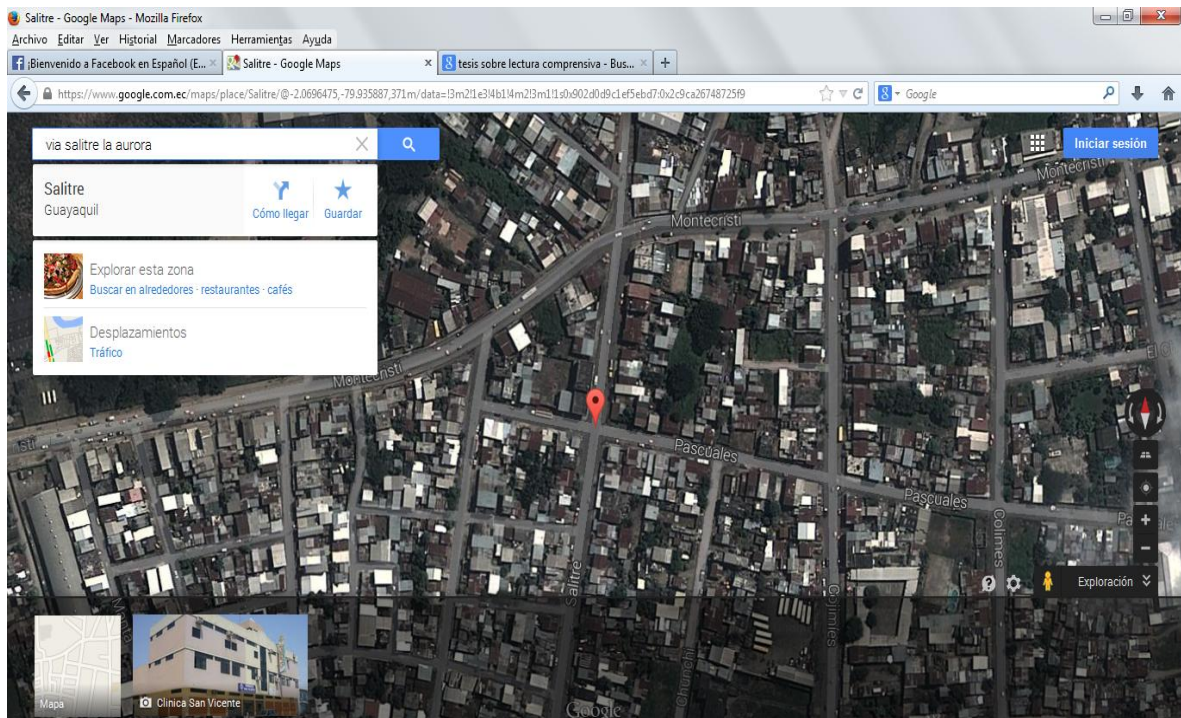 Salitre - Google Maps - Mozilla Firefox
Archivo Editar Ver Historial Marcadores Herramientas Ayuda
¡Bienvenido a Facebook en Español (E...
Salitre - Google Maps
tesis sobre lectura comprensiva - Bus...
https://www.google.com.ec/maps/place/Salitre/@-2.0696475,-79.935887,371m/data=!3m2!1e3!4b1!4m2!3m1!1s0x902d0d9c1ef5ebd7:0x2c9ca26748725f9
Google
via salitre la aurora
Iniciar sesión
Salitre
Guayaquil
Cómo llegar
Guardar
Explorar esta zona
Buscar en alrededores · restaurantes · cafés
Desplazamientos
Tráfico
Montecristi
Montecristi
Montecristi
Pascuales
Pascuales
Colimes
Salitre
Colimies
Chunchi
Exploración
Mapa
Clinica San Vicente
Google